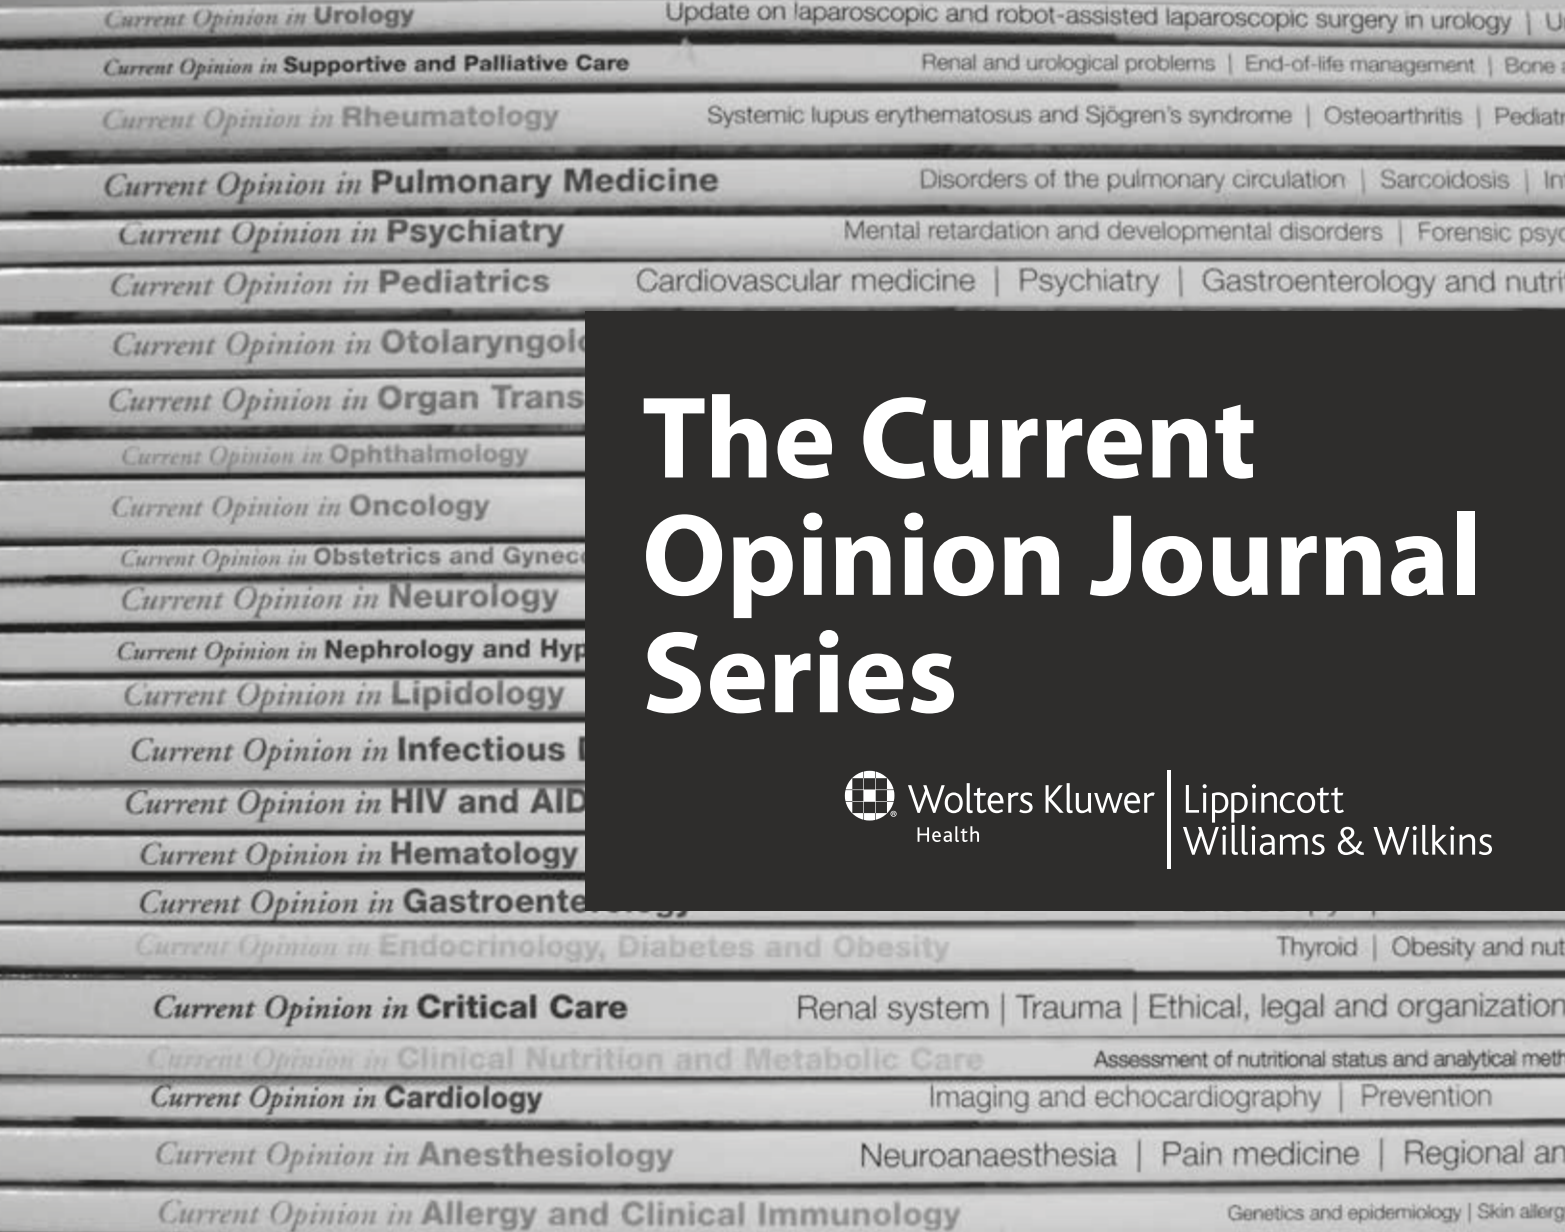 Current Opinion in Urology Update on laparoscopic and robot-assisted laparoscopic surgery in urology |
Current Opinion in Supportive and Palliative Care Renal and urological problems | End-of-life management | Bone
Current Opinion in Rheumatology Systemic lupus erythematosus and Sjögren's syndrome | Osteoarthritis |
Current Opinion in Pulmonary Medicine Disorders of the pulmonary circulation | Sarcoidosis |
Current Opinion in Psychiatry Mental retardation and developmental disorders | Forensic
Current Opinion in Pediatrics Cardiovascular medicine | Psychiatry | Gastroenterology and
Current Opinion in
Current Opinion in Organ
Current Opinion in Ophthalmology
Current Opinion in Oncology
Current Opinion in Obstetrics and
Current Opinion in Neurology
Current Opinion in Nephrology and
Current Opinion in Lipidology
Current Opinion in Infectious
Current Opinion in HIV and
Current Opinion in Hematology
Current Opinion in
Current Opinion in Endocrinology, Diabetes and Obesity Thyroid | Obesity and
Current Opinion in Critical Care Renal system | Trauma | Ethical, legal and
Current Opinion in Clinical Nutrition and Metabolic Care Assessment of nutritional status and analytical
Current Opinion in Cardiology Imaging and echocardiography | Prevention
Current Opinion in Anesthesiology Neuroanaesthesia | Pain medicine | Regional
Current Opinion in Allergy and Clinical Immunology Genetics and epidemiology | Skin
The Current
Opinion Journal
Series
Wolters Kluwer
Health
Lippincott
Williams & Wilkins